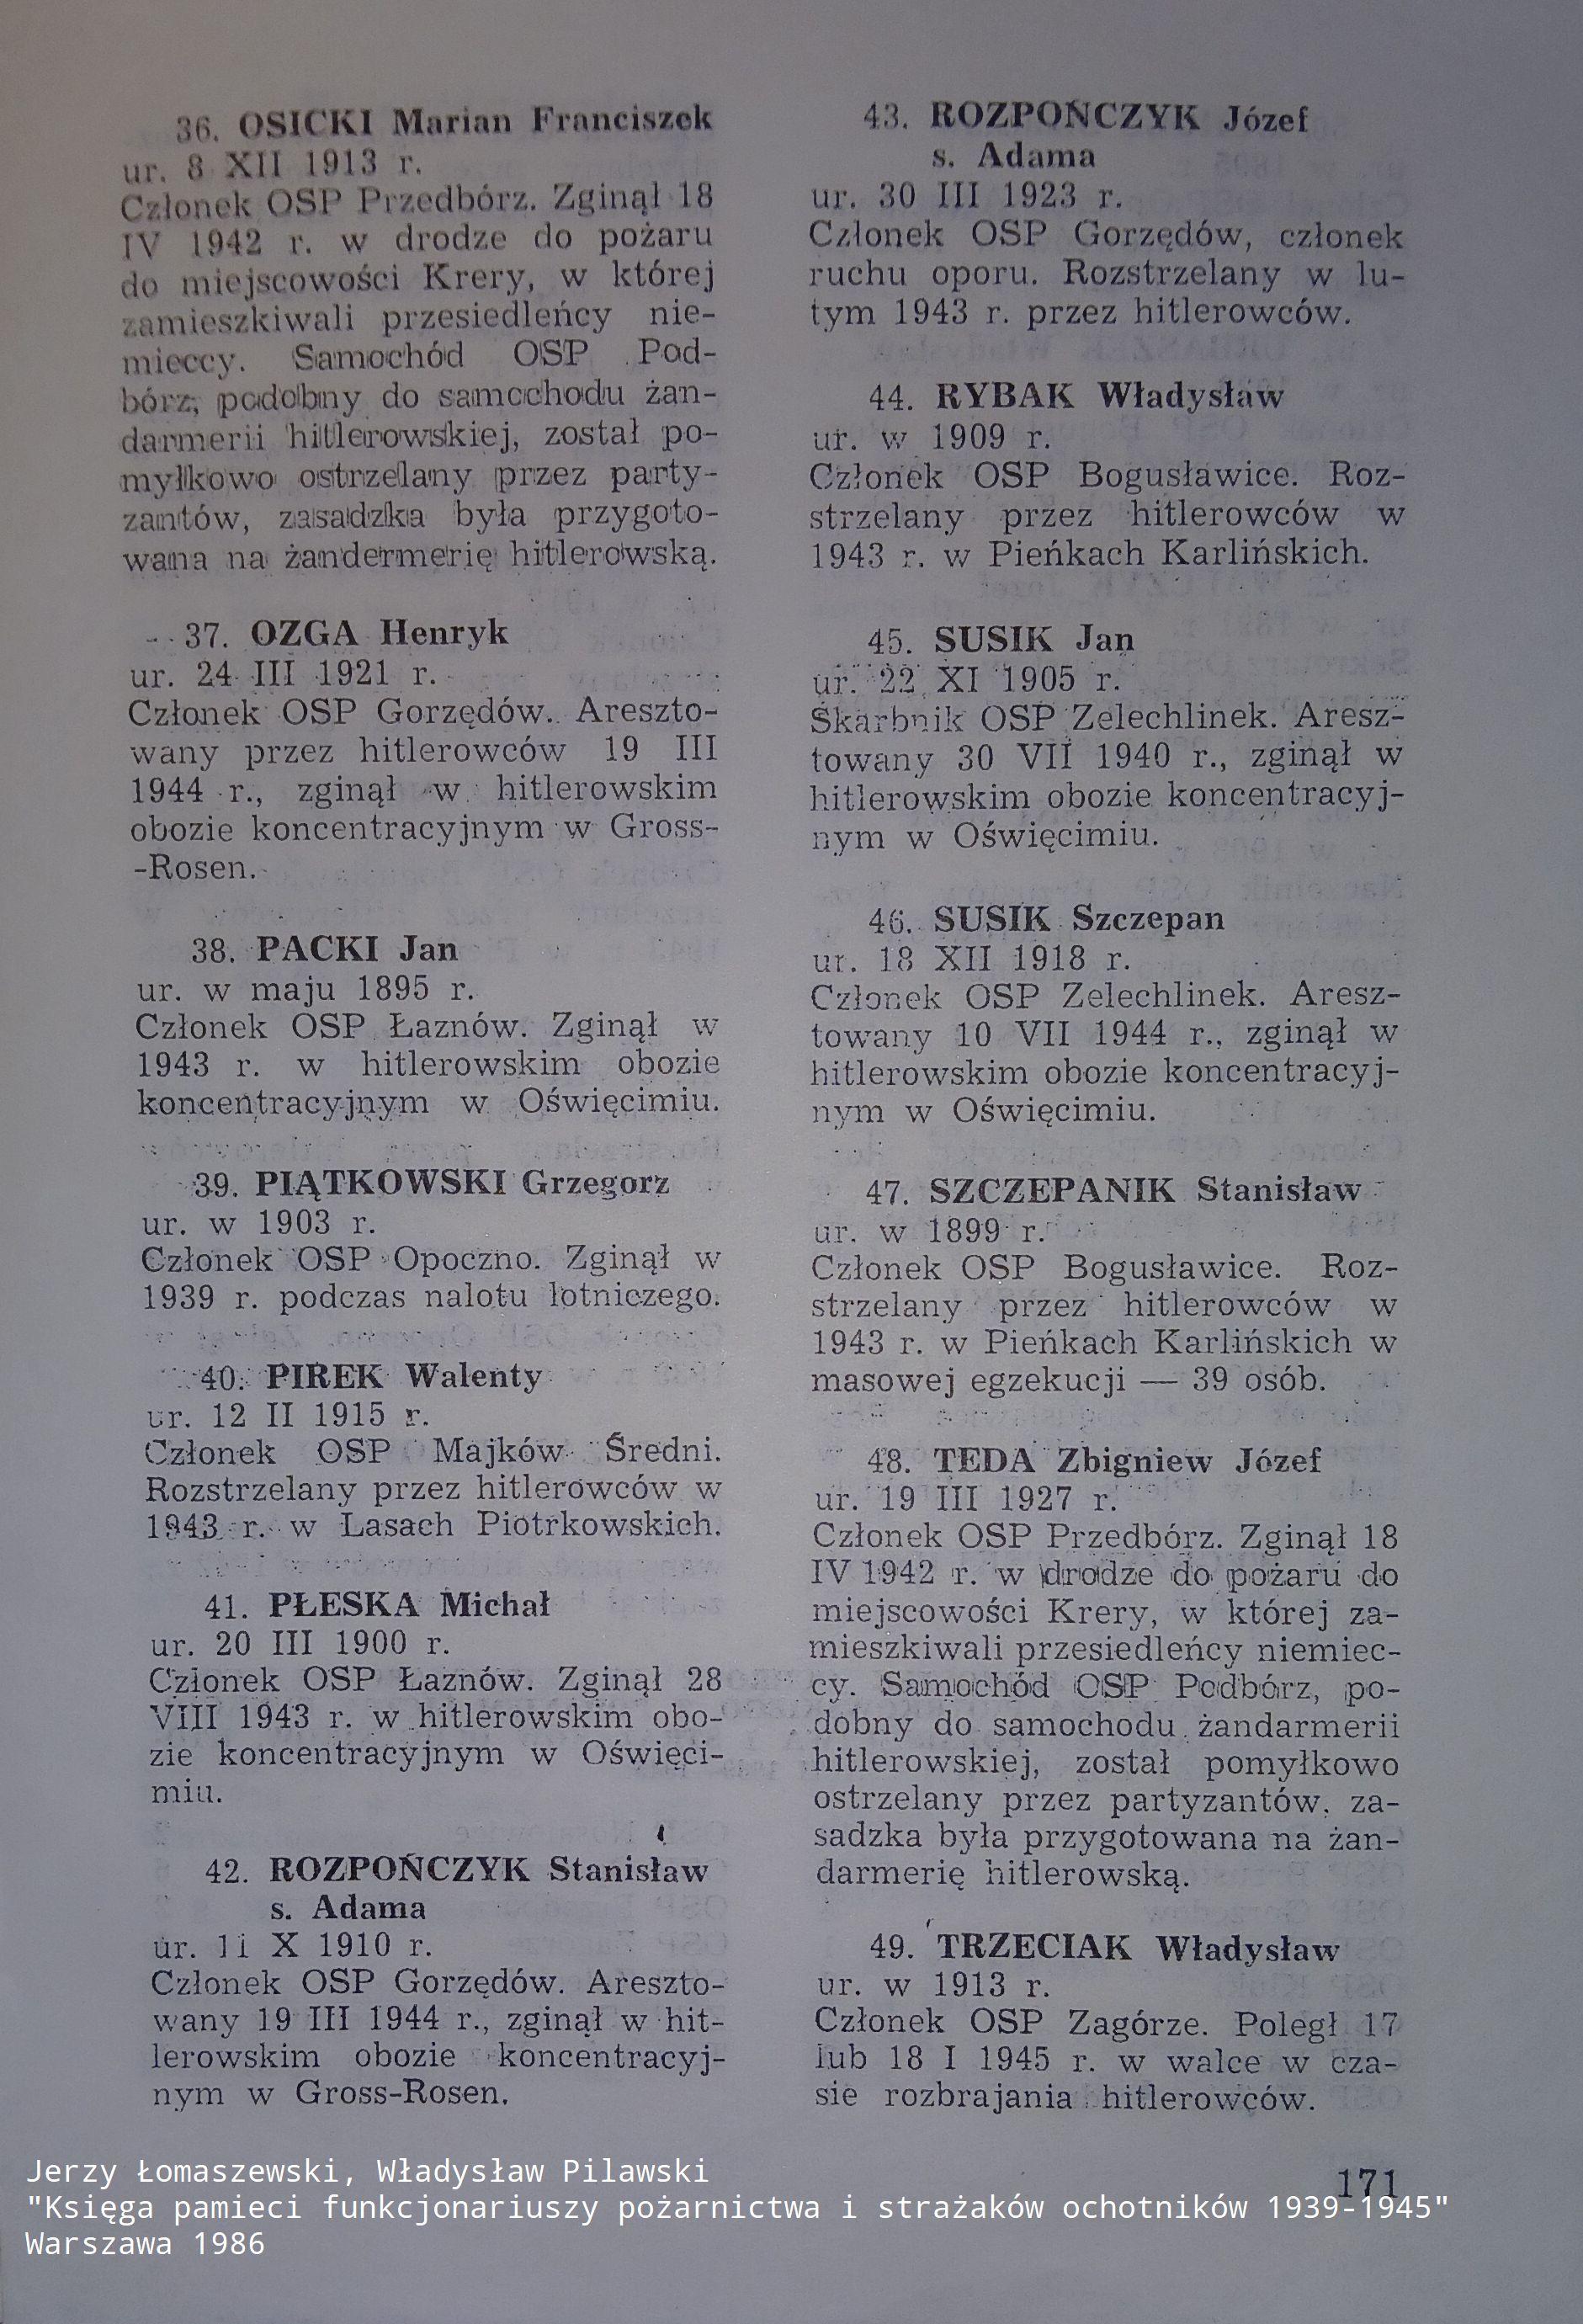 36. OSICKI Marian Franciszek
ur. 8 XII 1913 r.
Członek OSP Przedbórz. Zginął 18
IV 1942 r. w drodze do pożaru
do miejscowości Krery, w której
zamieszkiwali przesiedleńcy nie-
mieccy. Samochód OSP Pod-
bórz, podobny do samochodu żan-
darmerii hitlerowskiej, został po-
myłkowo ostrzelany przez party-
zantów, zasadzka była przygoto-
wana na żandermerię hitlerowską.
37. OZGA Henryk
ur. 24 III 1921 r.
Członek OSP Gorzędów. Areszto-
wany przez hitlerowców 19 III
1944 r., zginął w hitlerowskim
obozie koncentracyjnym w Gross-
-Rosen.
38. PACKI Jan
ur. w maju 1895 r.
Członek OSP Łaznów. Zginął w
1943 r. w hitlerowskim obozie
koncentracyjnym w Oświęcimiu.
39. PIĄTKOWSKI Grzegorz
ur. w 1903 r.
Członek OSP Opoczno. Zginął w
1939 r. podczas nalotu lotniczego.
40. PIREK Walenty
ur. 12 II 1915 r.
Członek OSP Majków Średni.
Rozstrzelany przez hitlerowców w
1943 r. w Lasach Piotrkowskich.
41. PŁESKA Michał
ur. 20 III 1900 r.
Członek OSP Łaznów. Zginął 28
VIII 1943 r. w hitlerowskim obo-
zie koncentracyjnym w Oświęci-
miu.
42. ROZPOŃCZYK Stanisław
s. Adama
ur. 11 X 1910 r.
Członek OSP Gorzędów. Areszto-
wany 19 III 1944 r., zginął w hit-
lerowskim obozie koncentracyj-
nym w Gross-Rosen.
43. ROZPOŃCZYK Józef
s. Adama
ur. 30 III 1923 r.
Członek OSP Gorzędów, członek
ruchu oporu. Rozstrzelany w lu-
tym 1943 r. przez hitlerowców.
44. RYBAK Władysław
ur. w 1909 r.
Członek OSP Bogusławice. Roz-
strzelany przez hitlerowców w
1943 r. w Pieńkach Karlińskich.
45. SUSIK Jan
ur. 22 XI 1905 r.
Skarbnik OSP Zelechlinek. Aresz-
towany 30 VII 1940 r., zginął w
hitlerowskim obozie koncentracyj-
nym w Oświęcimiu.
46. SUSIK Szczepan
ur. 18 XII 1918 r.
Członek OSP Zelechlinek. Aresz-
towany 10 VII 1944 r., zginął w
hitlerowskim obozie koncentracyj-
nym w Oświęcimiu.
47. SZCZEPANIK Stanisław
ur. w 1899 r.
Członek OSP Bogusławice. Roz-
strzelany przez hitlerowców w
1943 r. w Pieńkach Karlińskich w
masowej egzekucji — 39 osób.
48. TEDA Zbigniew Józef
ur. 19 III 1927 r.
Członek OSP Przedbórz. Zginął 18
IV 1942 r. w drodze do pożaru do
miejscowości Krery, w której za-
mieszkiwali przesiedleńcy niemiec-
cy. Samochód OSP Podbórz, po-
dobny do samochodu żandarmerii
hitlerowskiej, został pomyłkowo
ostrzelany przez partyzantów, za-
sadzka była przygotowana na żan-
darmerię hitlerowską.
49. TRZECIAK Władysław
ur. w 1913 r.
Członek OSP Zagórze. Poległ 17
lub 18 I 1945 r. w walce w cza-
sie rozbrajania hitlerowców.
171
Jerzy Łomaszewski, Władysław Pilawski
"Księga pamieci funkcjonariuszy pożarnictwa i strażaków ochotników 1939-1945"
Warszawa 1986